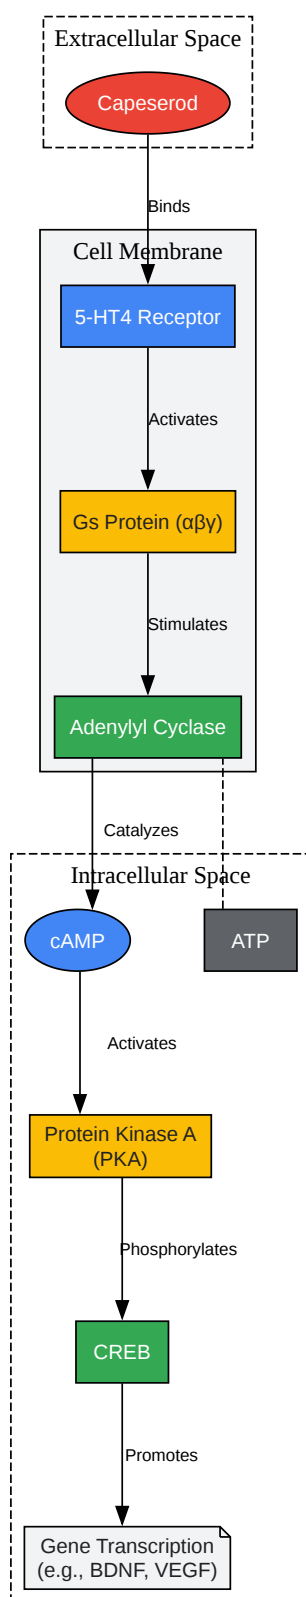 Extracellular Space
Capeserod
Binds
Cell Membrane
5-HT4 Receptor
Activates
Gs Protein (αβγ)
Stimulates
Adenylyl Cyclase
Catalyzes
Intracellular Space
cAMP
ATP
Activates
Protein Kinase A
(PKA)
Phosphorylates
CREB
Promotes
Gene Transcription
(e.g., BDNF, VEGF)